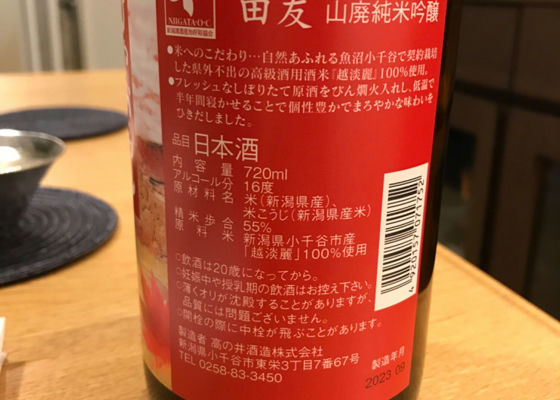 NIIGATA・O・C
新潟清酒産地呼称協会
田友 山廃純米吟醸
●米へのこだわり…自然あふれる魚沼小千谷で契約栽培
した県外不出の高級酒用酒米「越淡麗」100%使用。
●フレッシュなしぼりたて原酒をびん燗火入れし、低温で
半年間寝かせることで個性豊かでまろやかな味わいを
ひきだしました。
品目 日本酒
内容量 720ml
アルコール分 16度
原材料名 米(新潟県産)、
米こうじ(新潟県産米)
精米歩合 55%
原料米 新潟県小千谷市産
「越淡麗」100%使用
○飲酒は20歳になってから。
○妊娠中や授乳期の飲酒はお控え下さい。
○薄くオリが沈殿することがありますが、
品質には問題ございません。
○開栓の際に中栓が飛ぶことがあります。
製造者 高の井酒造株式会社
新潟県小千谷市東栄3丁目7番67号
TEL 0258-83-3450
製造年月
2023 09
4 920157 071752